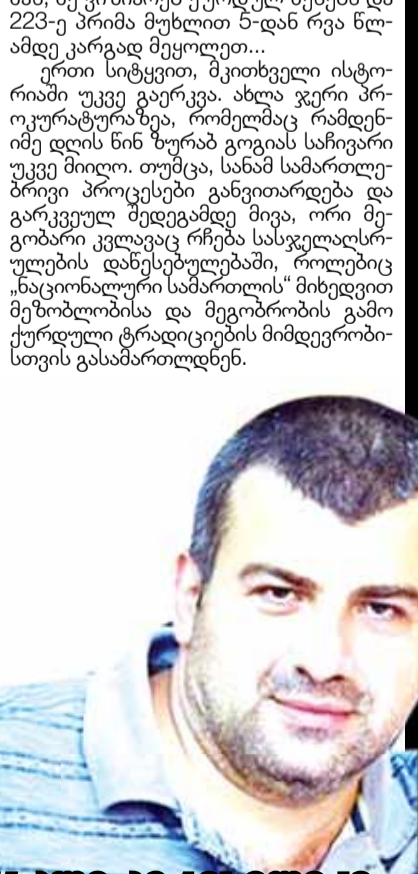 223-ე პრიმა მუხლით 5-დან რვა წლ-
ამდე კარგად მეყოლეთ...
ერთი სიტყვით, მკითხველი ისტო-
რიაში უკვე გაერკვა. ახლა ჯერი პრ-
ოკურატურაზეა, რომელმაც რამდენ-
იმე დღის წინ ზურაბ გოგიას საჩივარი
უკვე მიიღო. თუმცა, სანამ სამართლე-
ბრივი პროცესები განვითარდება და
გარკვეულ შედეგამდე მივა, ორი მე-
გობარი კვლავაც რჩება სასჯელაღსრ-
ულების დაწესებულებაში, როლებიც
„ნაციონალური სამართლის“ მიხედვით
მეზობლობისა და მეგობრობის გამო
ქურდული ტრადიციების მიმდევრობი-
სთვის გასამართლდნენ.